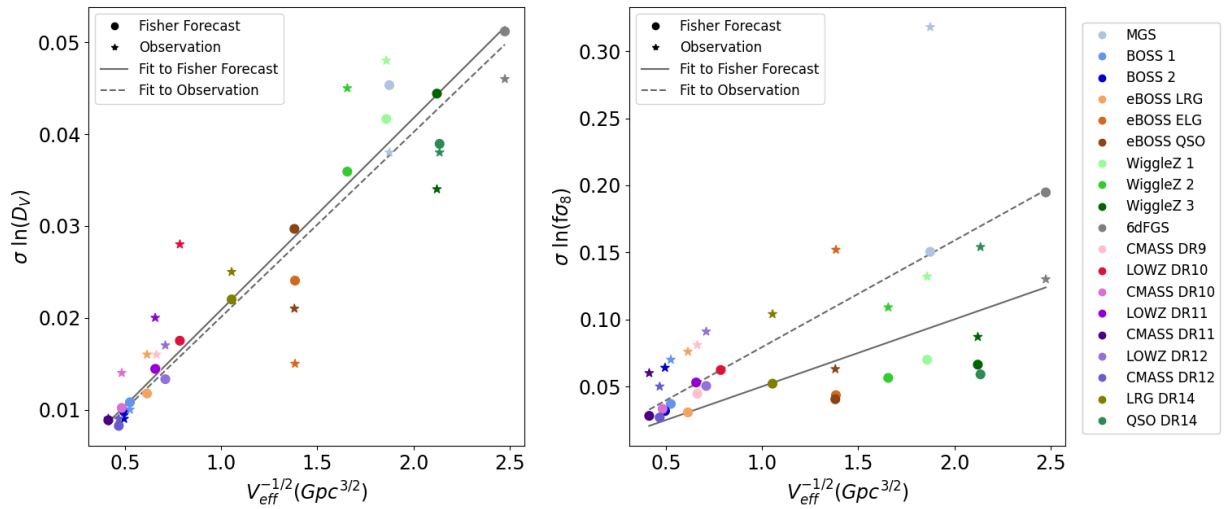 Fisher Forecast
Observation
Fit to Fisher Forecast
Fit to Observation
0.05
0.04
0.03
0.02
0.01
σ ln(D_V)
0.5 1.0 1.5 2.0 2.5
V_{eff}^{-1/2}(Gpc^{3/2})
Fisher Forecast
Observation
Fit to Fisher Forecast
Fit to Observation
0.30
0.25
0.20
0.15
0.10
0.05
σ ln(fσ_8)
0.5 1.0 1.5 2.0 2.5
V_{eff}^{-1/2}(Gpc^{3/2})
MGS
BOSS 1
BOSS 2
eBOSS LRG
eBOSS ELG
eBOSS QSO
WiggleZ 1
WiggleZ 2
WiggleZ 3
6dFGS
CMASS DR9
LOWZ DR10
CMASS DR10
LOWZ DR11
CMASS DR11
LOWZ DR12
CMASS DR12
LRG DR14
QSO DR14